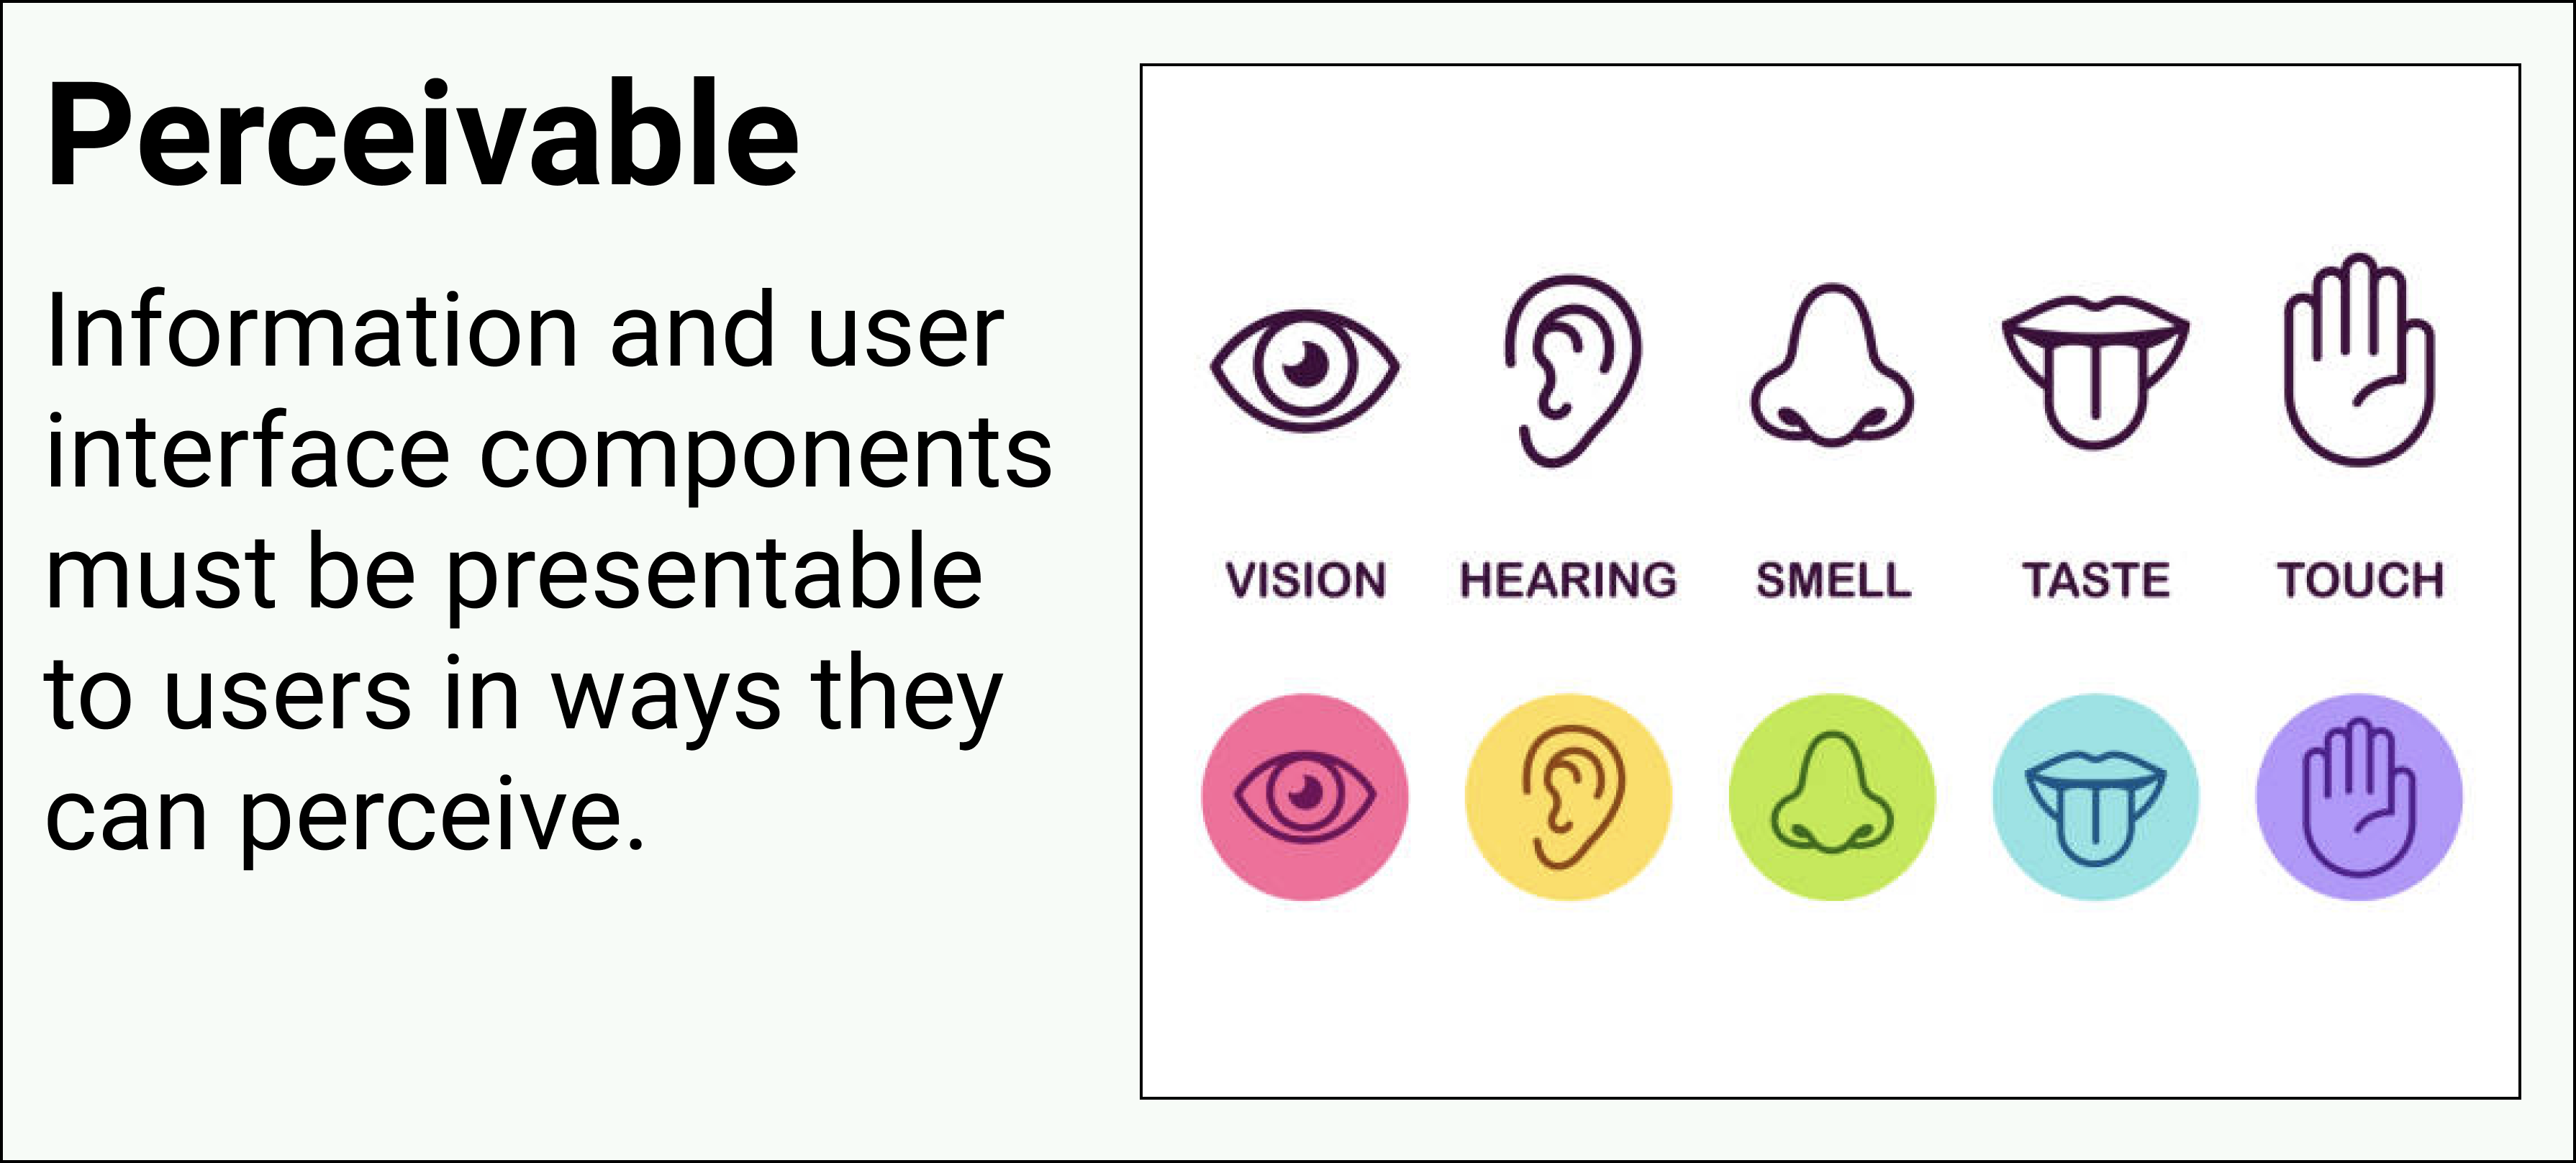 Perceivable
Information and user
interface components
must be presentable
to users in ways they
can perceive.
VISION HEARING SMELL TASTE TOUCH